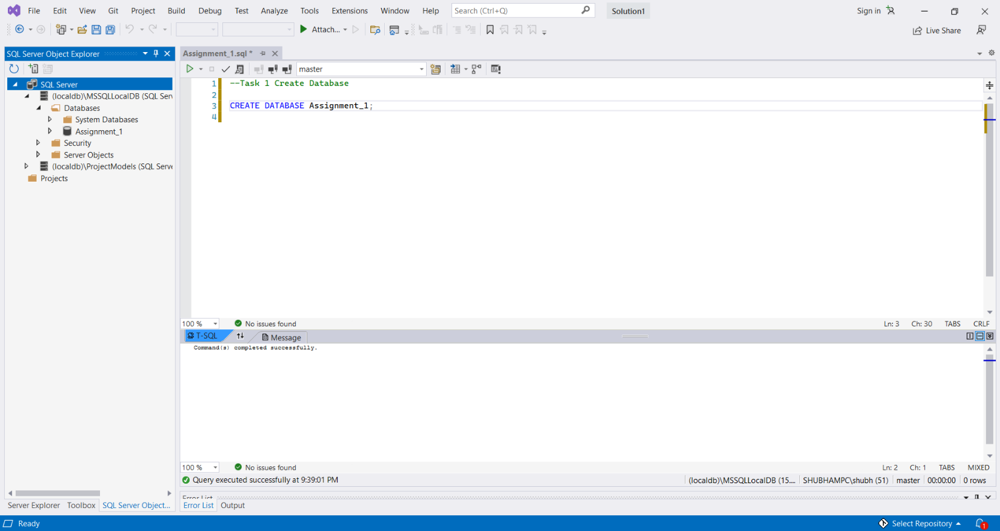 File Edit View Git Project Build Debug Test Analyze Tools Extensions Window Help Search (Ctrl+Q) Solution1 Sign in
Attach... Live Share
SQL Server Object Explorer
Assignment_1.sql *
master
SQL Server
(localdb)\MSSQLLocalDB (SQL Serv
Databases
System Databases
Assignment_1
Security
Server Objects
(localdb)\ProjectModels (SQL Serve
Projects
1 --Task 1 Create Database
2
3 CREATE DATABASE Assignment_1;
4
100 % No issues found Ln: 3 Ch: 30 TABS CRLF
T-SQL Message
Command(s) completed successfully.
100 % No issues found Ln: 2 Ch: 1 TABS MIXED
Query executed successfully at 9:39:01 PM (localdb)\MSSQLLocalDB (15.... SHUBHAMPC\shubh (51) master 00:00:00 0 rows
Error List
Server Explorer Toolbox SQL Server Object... Error List Output
Ready Select Repository 1